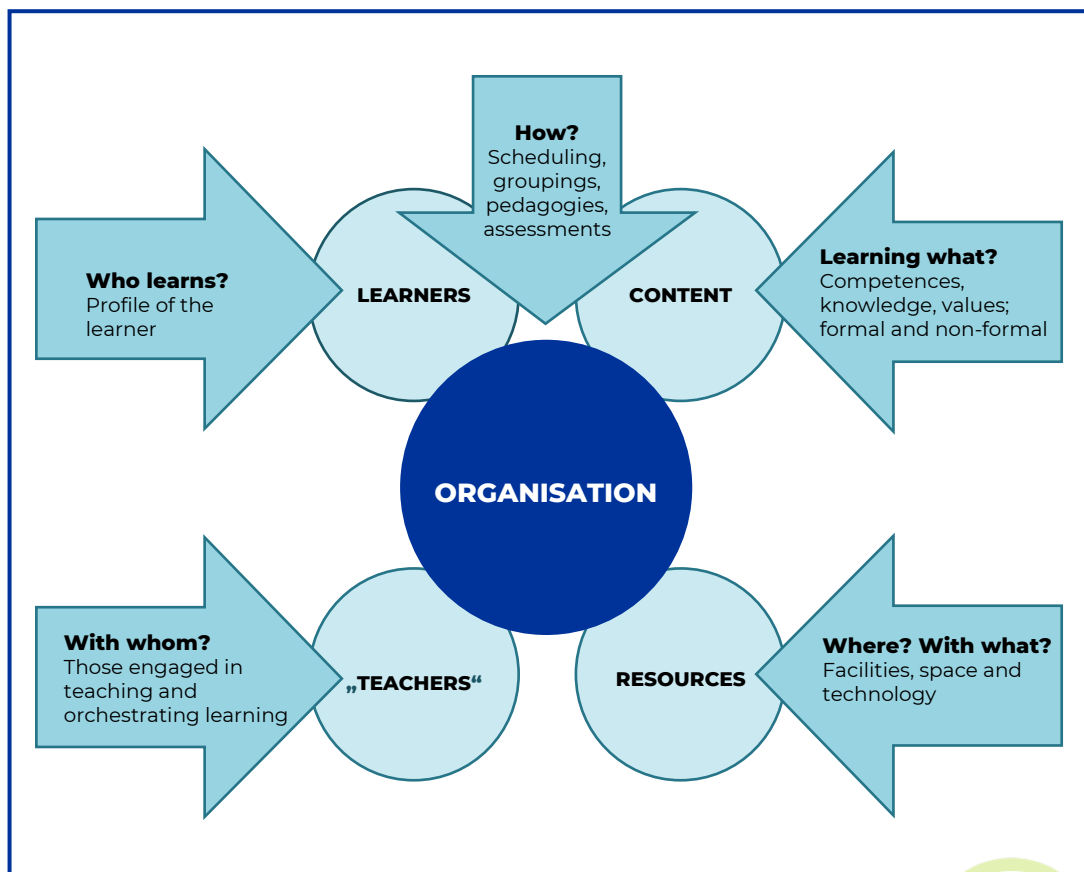 How?
Scheduling,
groupings,
pedagogies,
assessments
Who learns?
Profile of the
learner
LEARNERS
CONTENT
Learning what?
Competences,
knowledge, values;
formal and non-formal
ORGANISATION
With whom?
Those engaged in
teaching and
orchestrating learning
„TEACHERS“
RESOURCES
Where? With what?
Facilities, space and
technology